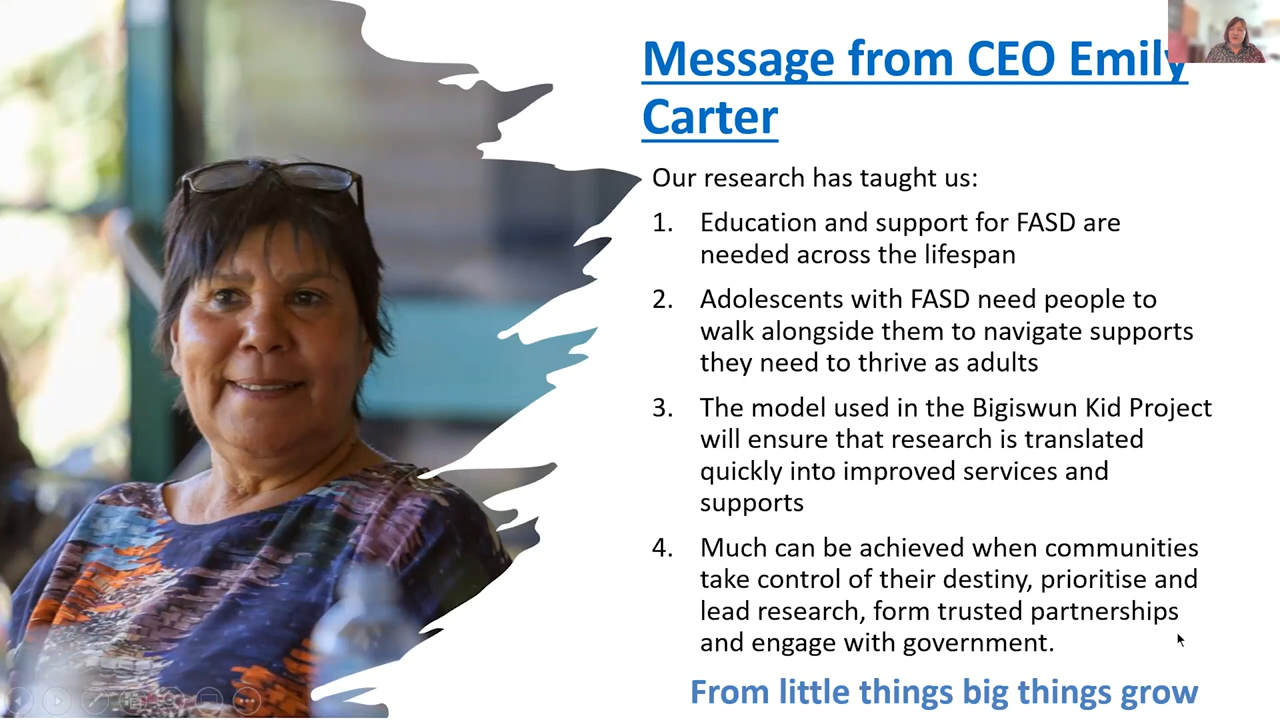 Message from CEO Emily
Carter
Our research has taught us:
1. Education and support for FASD are
needed across the lifespan
2. Adolescents with FASD need people to
walk alongside them to navigate supports
they need to thrive as adults
3. The model used in the Bigiswun Kid Project
will ensure that research is translated
quickly into improved services and
supports
4. Much can be achieved when communities
take control of their destiny, prioritise and
lead research, form trusted partnerships
and engage with government.
From little things big things grow